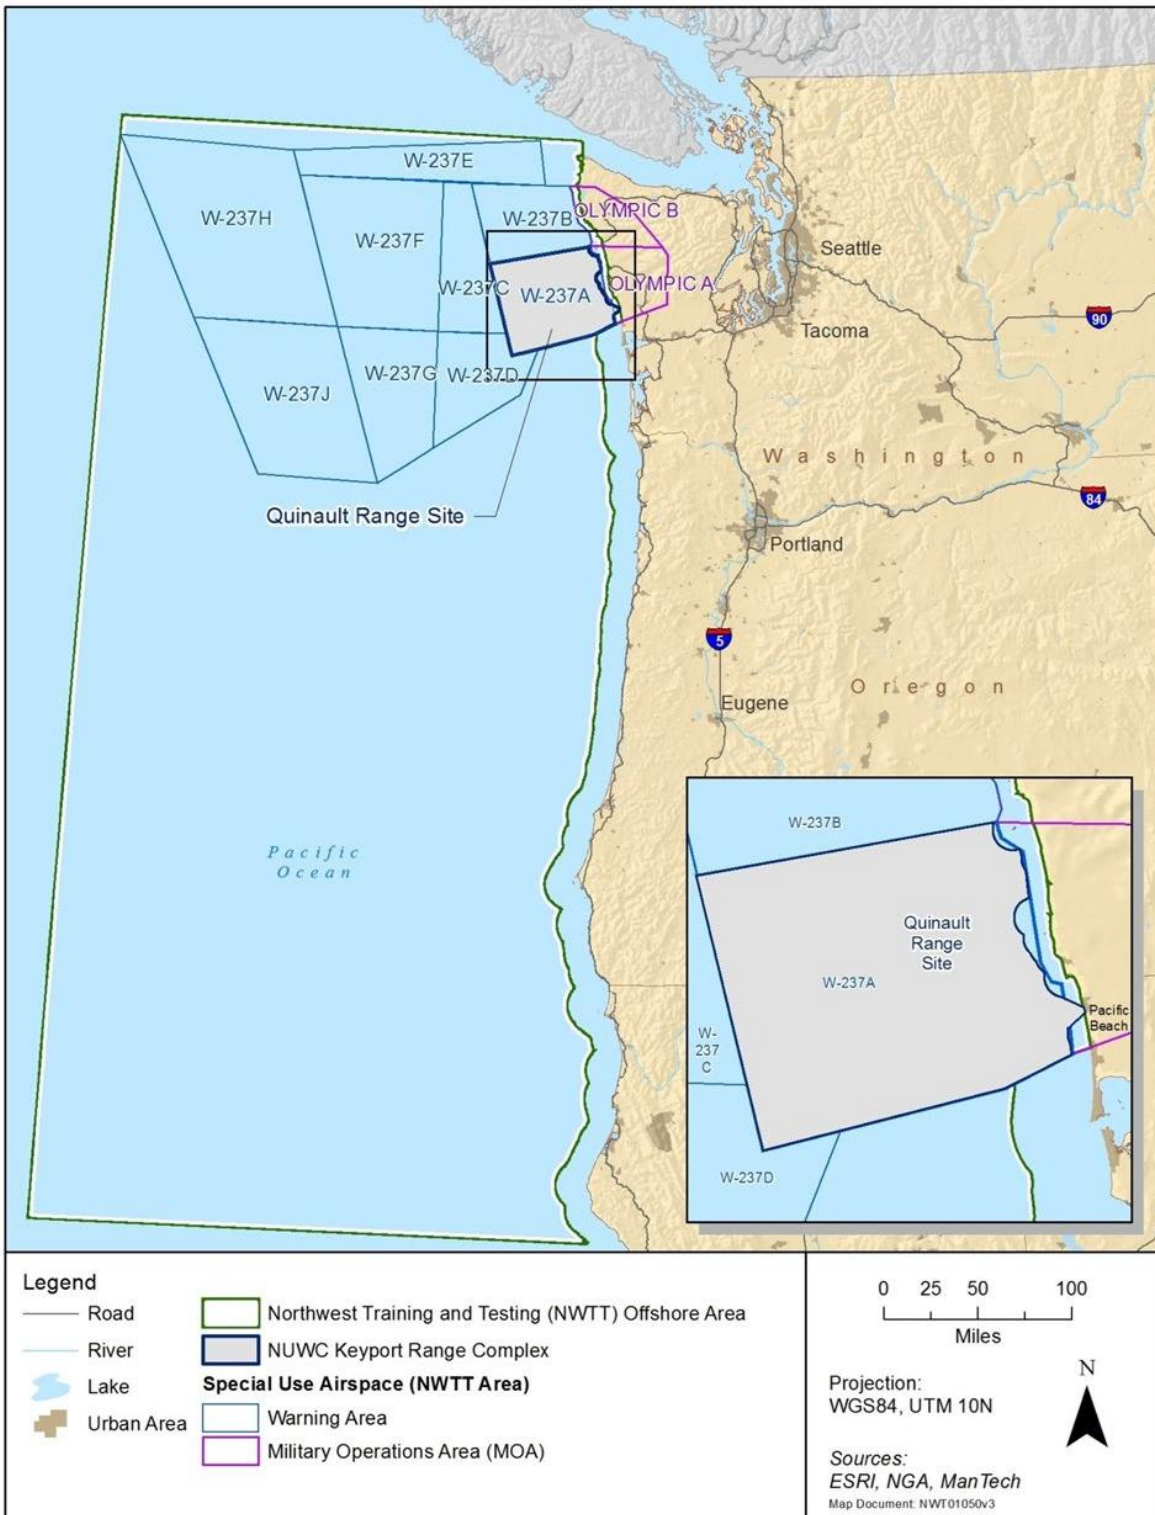 W-237E
W-237H
W-237B
OLYMPIC B
W-237F
Seattle
W-237C
W-237A
OLYMPIC A
90
Tacoma
W-237G
W-237D
W-237J
Washington
84
Quinault Range Site
Portland
5
Oregon
Eugene
Pacific
Ocean
W-237B
Quinault
Range
Site
W-237A
Pacific
Beach
W-
237
C
W-237D
Legend
Road
River
Lake
Urban Area
Northwest Training and Testing (NWTT) Offshore Area
NUWC Keyport Range Complex
Special Use Airspace (NWTT Area)
Warning Area
Military Operations Area (MOA)
0 25 50 100
Miles
N
Projection:
WGS84, UTM 10N
Sources:
ESRI, NGA, ManTech
Map Document: NWT01050v3